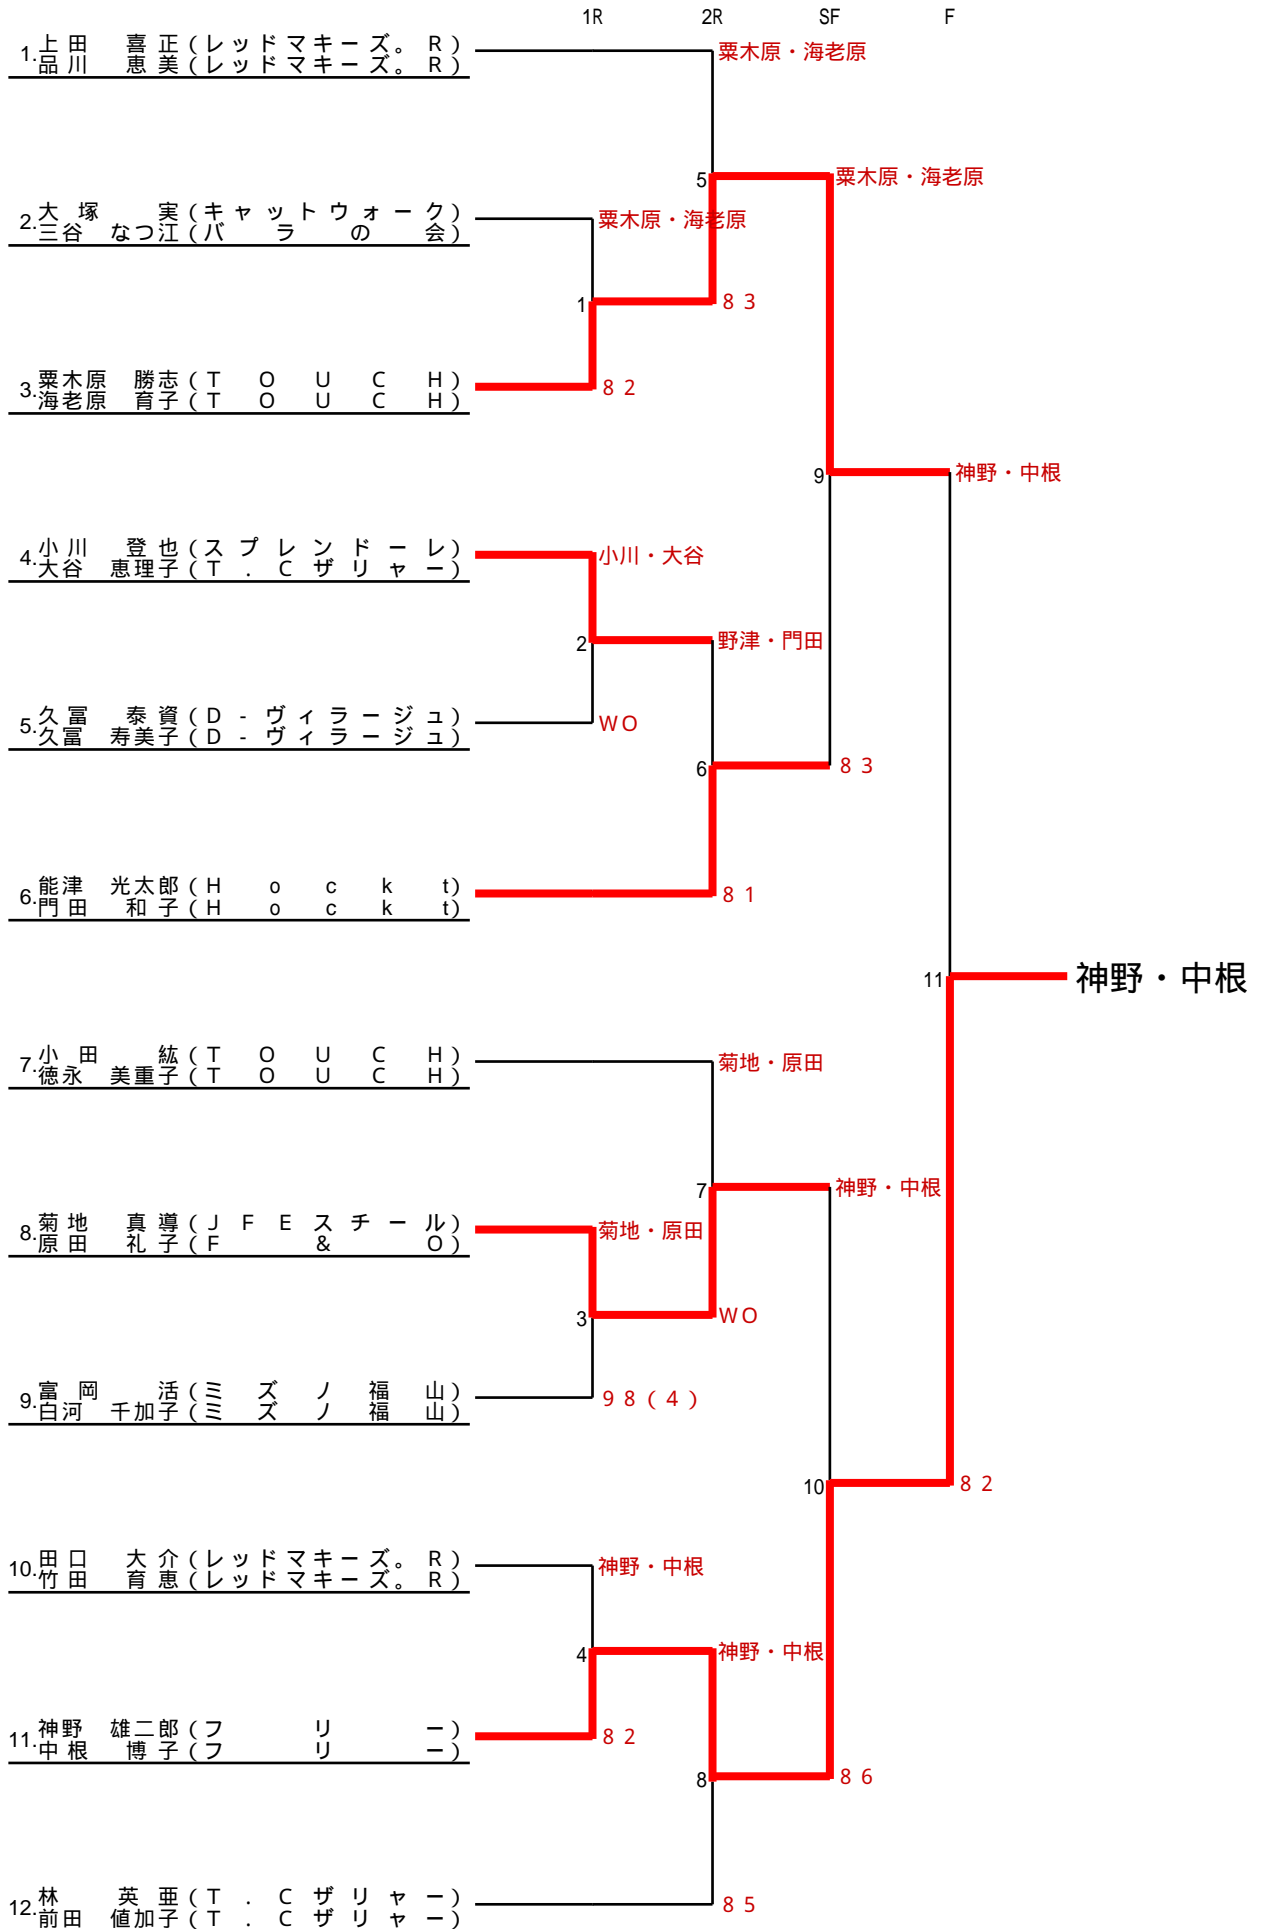 1R 2R SF F
1. 上田 喜正(レッドマキーズ。R)
品川 恵美(レッドマキーズ。R)
粟木原・海老原
5
粟木原・海老原
2. 大塚 実(キャットウォーク)
三谷 なつ江(バラの会)
粟木原・海老原
1
83
3. 粟木原 勝志(TOUCH)
海老原 育子(TOUCH)
82
9
神野・中根
4. 小川 登也(スプレンドーレ)
大谷 恵理子(T.Cザリャー)
小川・大谷
2
野津・門田
5. 久冨 泰資(D-ヴィラージュ)
久冨 寿美子(D-ヴィラージュ)
WO
6
83
6. 能津 光太郎(Hockt)
門田 和子(Hockt)
81
11
神野・中根
7. 小田 紘(TOUCH)
徳永 美重子(TOUCH)
菊地・原田
7
神野・中根
8. 菊地 真導(JFEスチール)
原田 礼子(F&O)
菊地・原田
3
WO
9. 富岡 活(ミズノ福山)
白河 千加子(ミズノ福山)
98(4)
10
82
10. 田口 大介(レッドマキーズ。R)
竹田 育恵(レッドマキーズ。R)
神野・中根
4
神野・中根
11. 神野 雄二郎(フリー)
中根 博子(フリー)
82
8
86
12. 林 英亜(T.Cザリャー)
前田 値加子(T.Cザリャー)
85